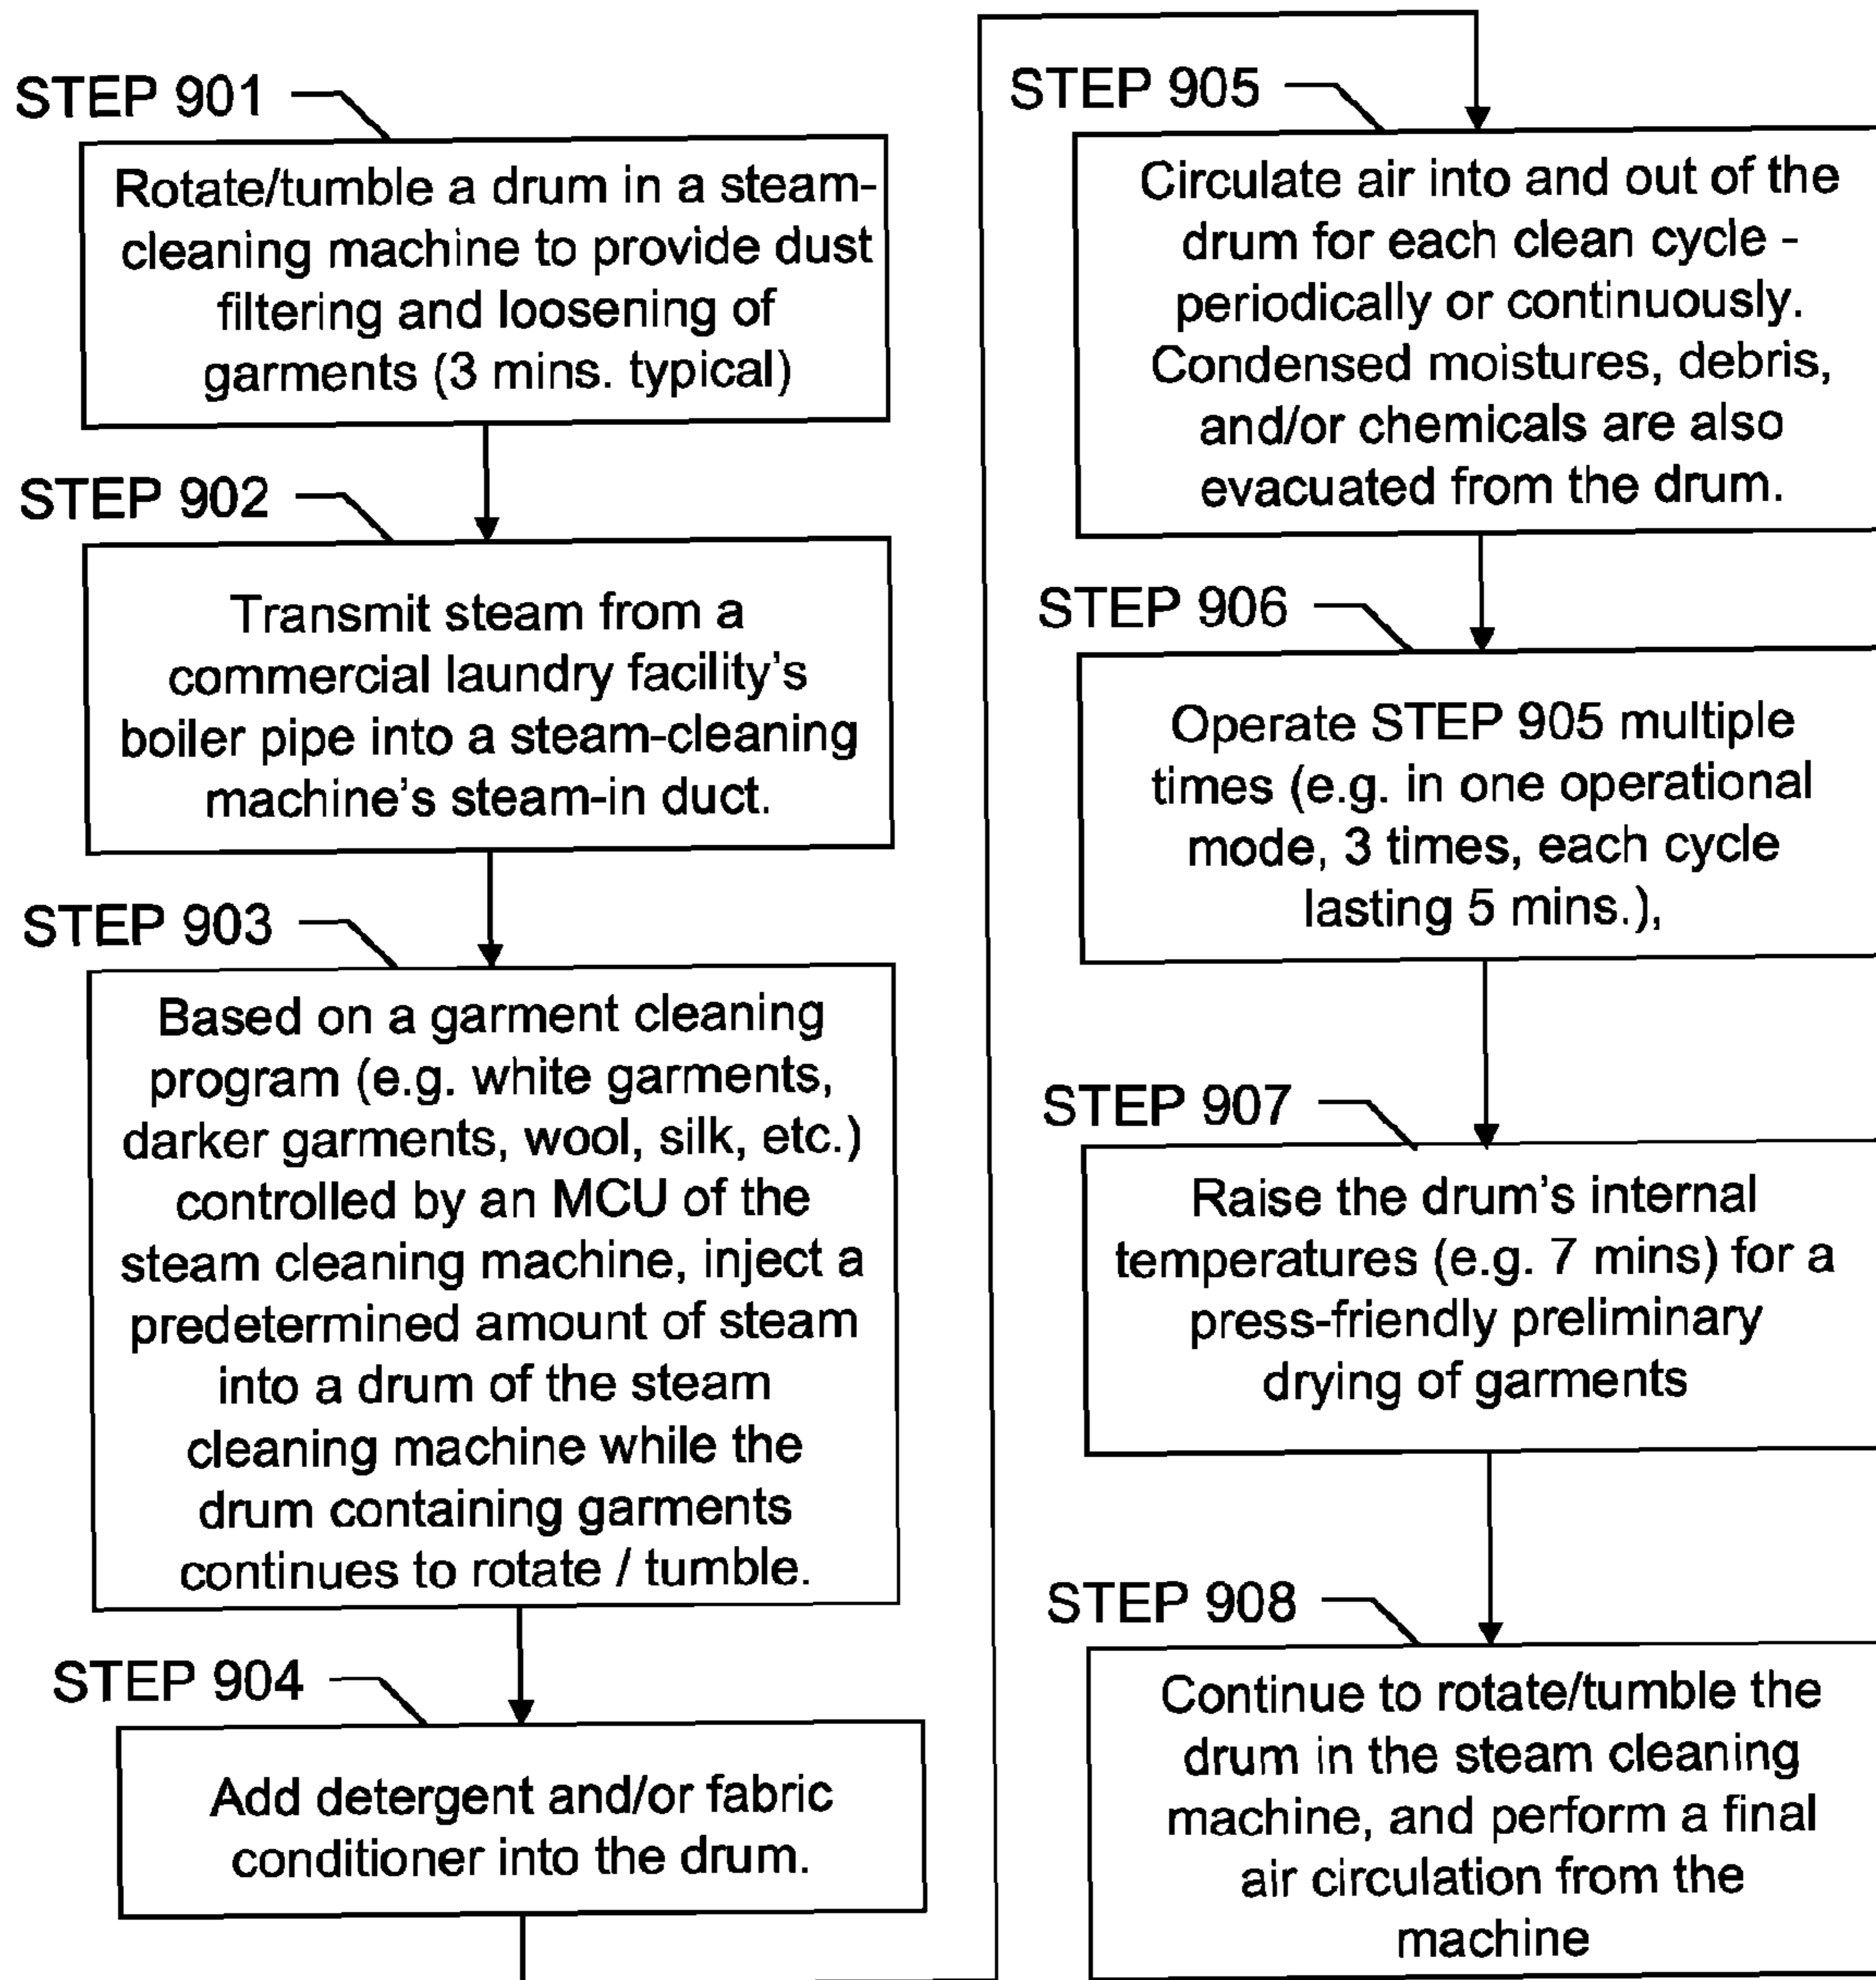 STEP 901
Rotate/tumble a drum in a steam-
cleaning machine to provide dust
filtering and loosening of
garments (3 mins. typical)
STEP 902
Transmit steam from a
commercial laundry facility's
boiler pipe into a steam-cleaning
machine's steam-in duct.
STEP 903
Based on a garment cleaning
program (e.g. white garments,
darker garments, wool, silk, etc.)
controlled by an MCU of the
steam cleaning machine, inject a
predetermined amount of steam
into a drum of the steam
cleaning machine while the
drum containing garments
continues to rotate / tumble.
STEP 904
Add detergent and/or fabric
conditioner into the drum.
STEP 905
Circulate air into and out of the
drum for each clean cycle -
periodically or continuously.
Condensed moistures, debris,
and/or chemicals are also
evacuated from the drum.
STEP 906
Operate STEP 905 multiple
times (e.g. in one operational
mode, 3 times, each cycle
lasting 5 mins.),
STEP 907
Raise the drum's internal
temperatures (e.g. 7 mins) for a
press-friendly preliminary
drying of garments
STEP 908
Continue to rotate/tumble the
drum in the steam cleaning
machine, and perform a final
air circulation from the
machine